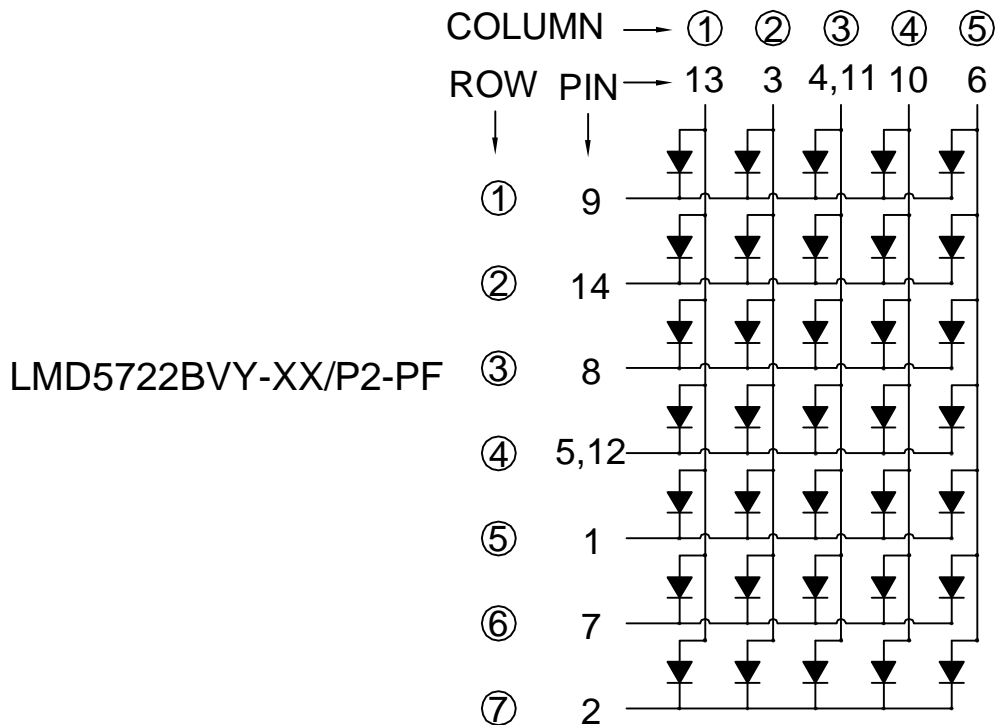 COLUMN ① ② ③ ④ ⑤
ROW PIN 13 3 4,11 10 6
① 9
② 14
LMD5722BVY-XX/P2-PF ③ 8
④ 5,12
⑤ 1
⑥ 7
⑦ 2